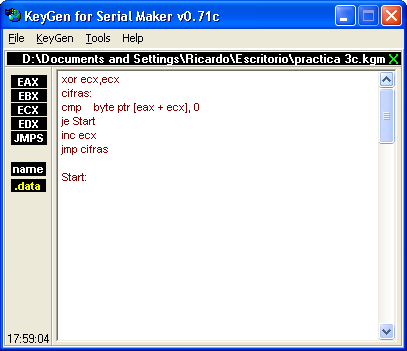 KeyGen for Serial Maker v0.71c
File KeyGen Tools Help
D:\Documents and Settings\Ricardo\Escritorio\practica 3c.kgm X
EAX
EBX
ECX
EDX
JMPS
name
.data
xor ecx,ecx
cifras:
cmp    byte ptr [eax + ecx], 0
je Start
inc ecx
jmp cifras
Start:
17:59:04